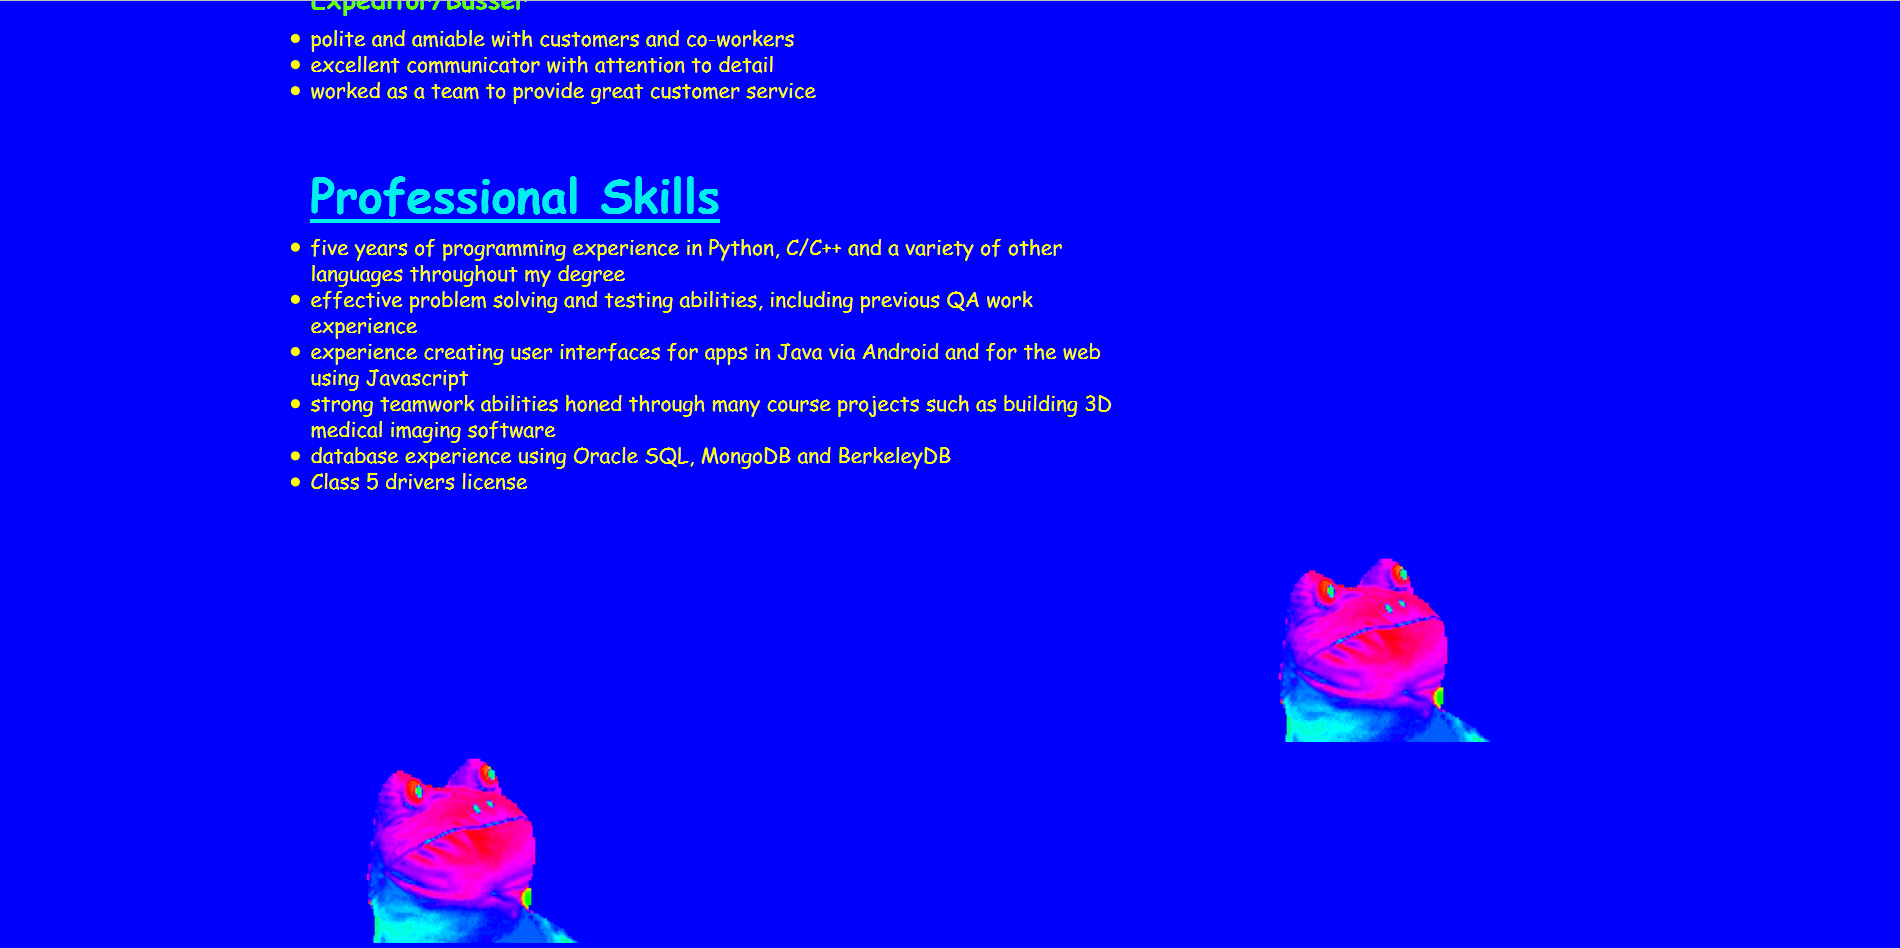 Expeditor/Busser
polite and amiable with customers and co-workers
excellent communicator with attention to detail
worked as a team to provide great customer service
Professional Skills
five years of programming experience in Python, C/C++ and a variety of other
languages throughout my degree
effective problem solving and testing abilities, including previous QA work
experience
experience creating user interfaces for apps in Java via Android and for the web
using Javascript
strong teamwork abilities honed through many course projects such as building 3D
medical imaging software
database experience using Oracle SQL, MongoDB and BerkeleyDB
Class 5 drivers license